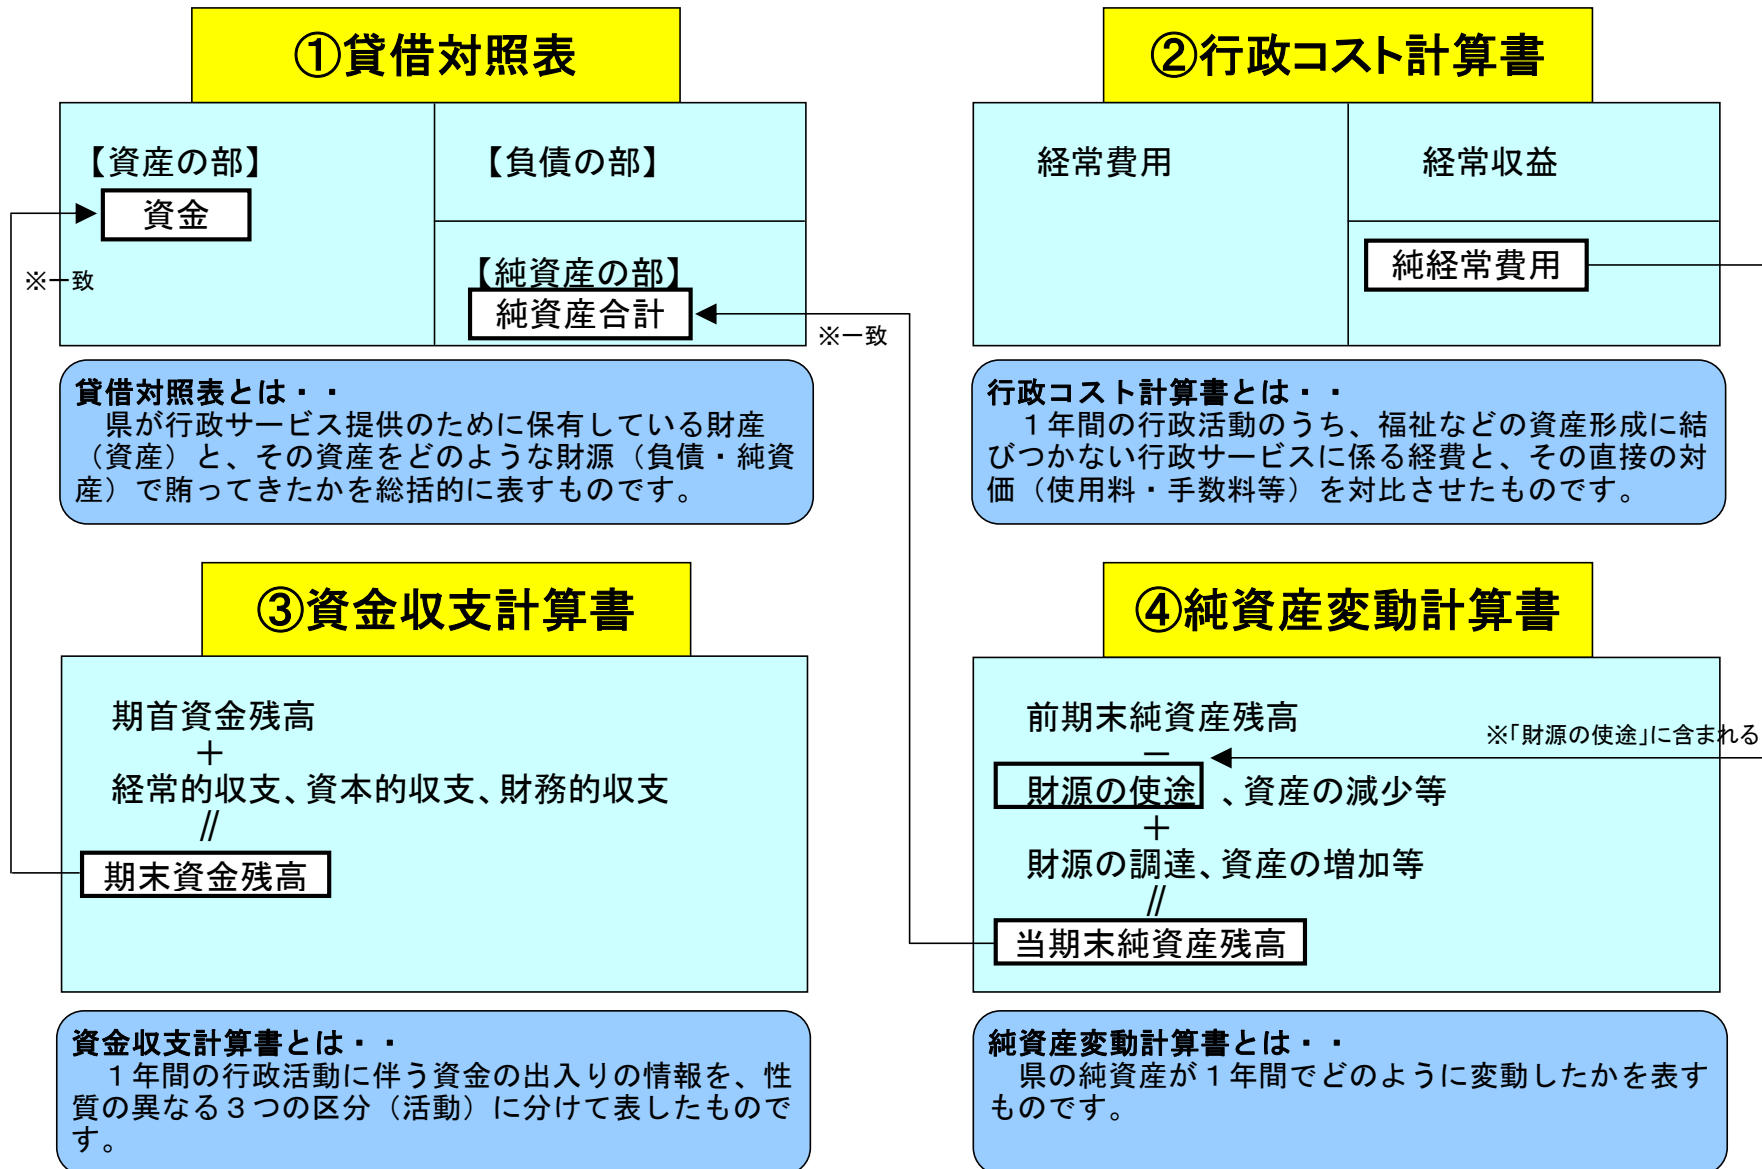 ①貸借対照表
【資産の部】
資金
※一致
【負債の部】
【純資産の部】
純資産合計
※一致
貸借対照表とは・・
県が行政サービス提供のために保有している財産
（資産）と、その資産をどのような財源（負債・純資
産）で賄ってきたかを総括的に表すものです。
②行政コスト計算書
経常費用
経常収益
純経常費用
行政コスト計算書とは・・
１年間の行政活動のうち、福祉などの資産形成に結
びつかない行政サービスに係る経費と、その直接の対
価（使用料・手数料等）を対比させたものです。
③資金収支計算書
期首資金残高
＋
経常的収支、資本的収支、財務的収支
〃
期末資金残高
資金収支計算書とは・・
１年間の行政活動に伴う資金の出入りの情報を、性
質の異なる３つの区分（活動）に分けて表したもので
す。
④純資産変動計算書
前期末純資産残高
※「財源の使途」に含まれる
－
財源の使途 、資産の減少等
＋
財源の調達、資産の増加等
〃
当期末純資産残高
純資産変動計算書とは・・
県の純資産が１年間でどのように変動したかを表す
ものです。